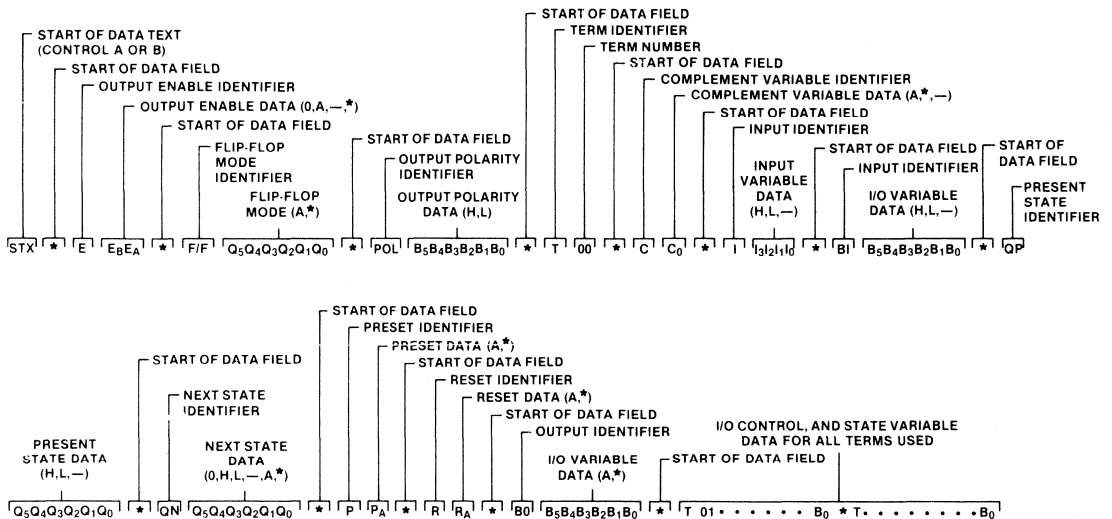 START OF DATA FIELD
START OF DATA TEXT
(CONTROL A OR B)
TERM IDENTIFIER
TERM NUMBER
START OF DATA FIELD
START OF DATA FIELD
OUTPUT ENABLE IDENTIFIER
COMPLEMENT VARIABLE IDENTIFIER
OUTPUT ENABLE DATA (0,A,—,*)
COMPLEMENT VARIABLE DATA (A,*,—)
START OF DATA FIELD
START OF DATA FIELD
INPUT IDENTIFIER
FLIP-FLOP
MODE
IDENTIFIER
START OF DATA FIELD
START OF DATA FIELD
START OF
DATA FIELD
OUTPUT POLARITY
IDENTIFIER
INPUT
VARIABLE
DATA
(H,L,—)
INPUT IDENTIFIER
FLIP-FLOP
MODE (A,*)
OUTPUT POLARITY
DATA (H,L)
I/O VARIABLE
DATA (H,L,—)
PRESENT
STATE
IDENTIFIER
STX * E EBEA * F/F Q5Q4Q3Q2Q1Q0 * POL B5B4B3B2B1B0 * T 00 * C C0 * I I3I2I1I0 * BI B5B4B3B2B1B0 * QP
START OF DATA FIELD
PRESET IDENTIFIER
PRESET DATA (A,*)
START OF DATA FIELD
START OF DATA FIELD
RESET IDENTIFIER
NEXT STATE
IDENTIFIER
RESET DATA (A,*)
START OF DATA FIELD
OUTPUT IDENTIFIER
I/O CONTROL, AND STATE VARIABLE
DATA FOR ALL TERMS USED
PRESENT
STATE DATA
(H,L,—)
NEXT STATE
DATA
(0,H,L,—,A,*)
I/O VARIABLE
DATA (A,*)
START OF DATA FIELD
Q5Q4Q3Q2Q1Q0 * QN Q5Q4Q3Q2Q1Q0 * P PA * R RA * B0 B5B4B3B2B1B0 * T 01 • • • • • • B0 * T • • • • • • • B0